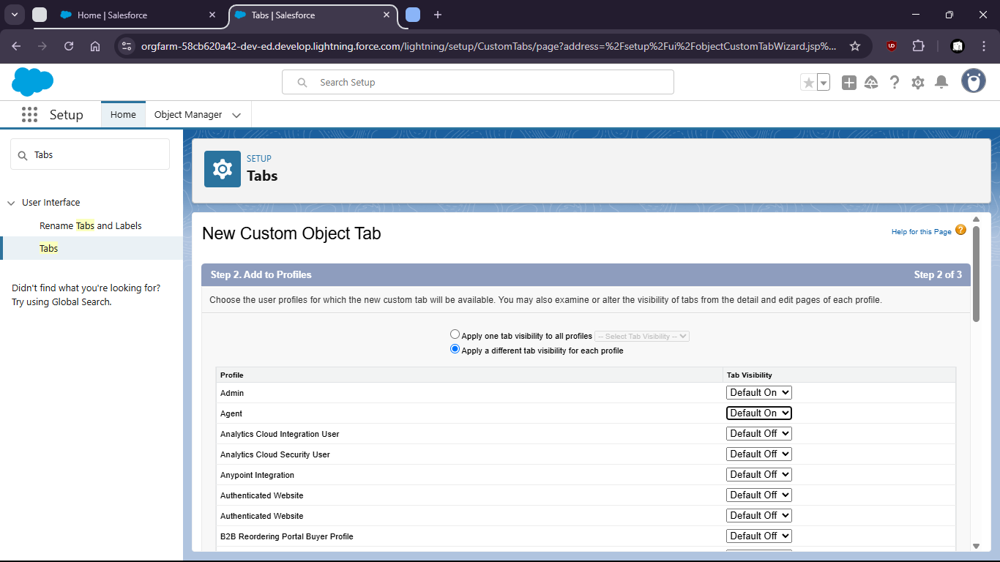 Home | Salesforce
Tabs | Salesforce
orgfarm-58cb620a42-dev-ed.develop.lightning.force.com/lightning/setup/CustomTabs/page?address=%2Fsetup%2Fui%2FobjectCustomTabWizard.jsp%...
Search Setup
Setup
Home
Object Manager
Tabs
User Interface
Rename Tabs and Labels
Tabs
Didn't find what you're looking for?
Try using Global Search.
SETUP
Tabs
New Custom Object Tab
Help for this Page ?
Step 2. Add to Profiles Step 2 of 3
Choose the user profiles for which the new custom tab will be available. You may also examine or alter the visibility of tabs from the detail and edit pages of each profile.
Apply one tab visibility to all profiles -- Select Tab Visibility --
Apply a different tab visibility for each profile
Profile Tab Visibility
Admin Default On
Agent Default On
Analytics Cloud Integration User Default Off
Analytics Cloud Security User Default Off
Anypoint Integration Default Off
Authenticated Website Default Off
Authenticated Website Default Off
B2B Reordering Portal Buyer Profile Default Off